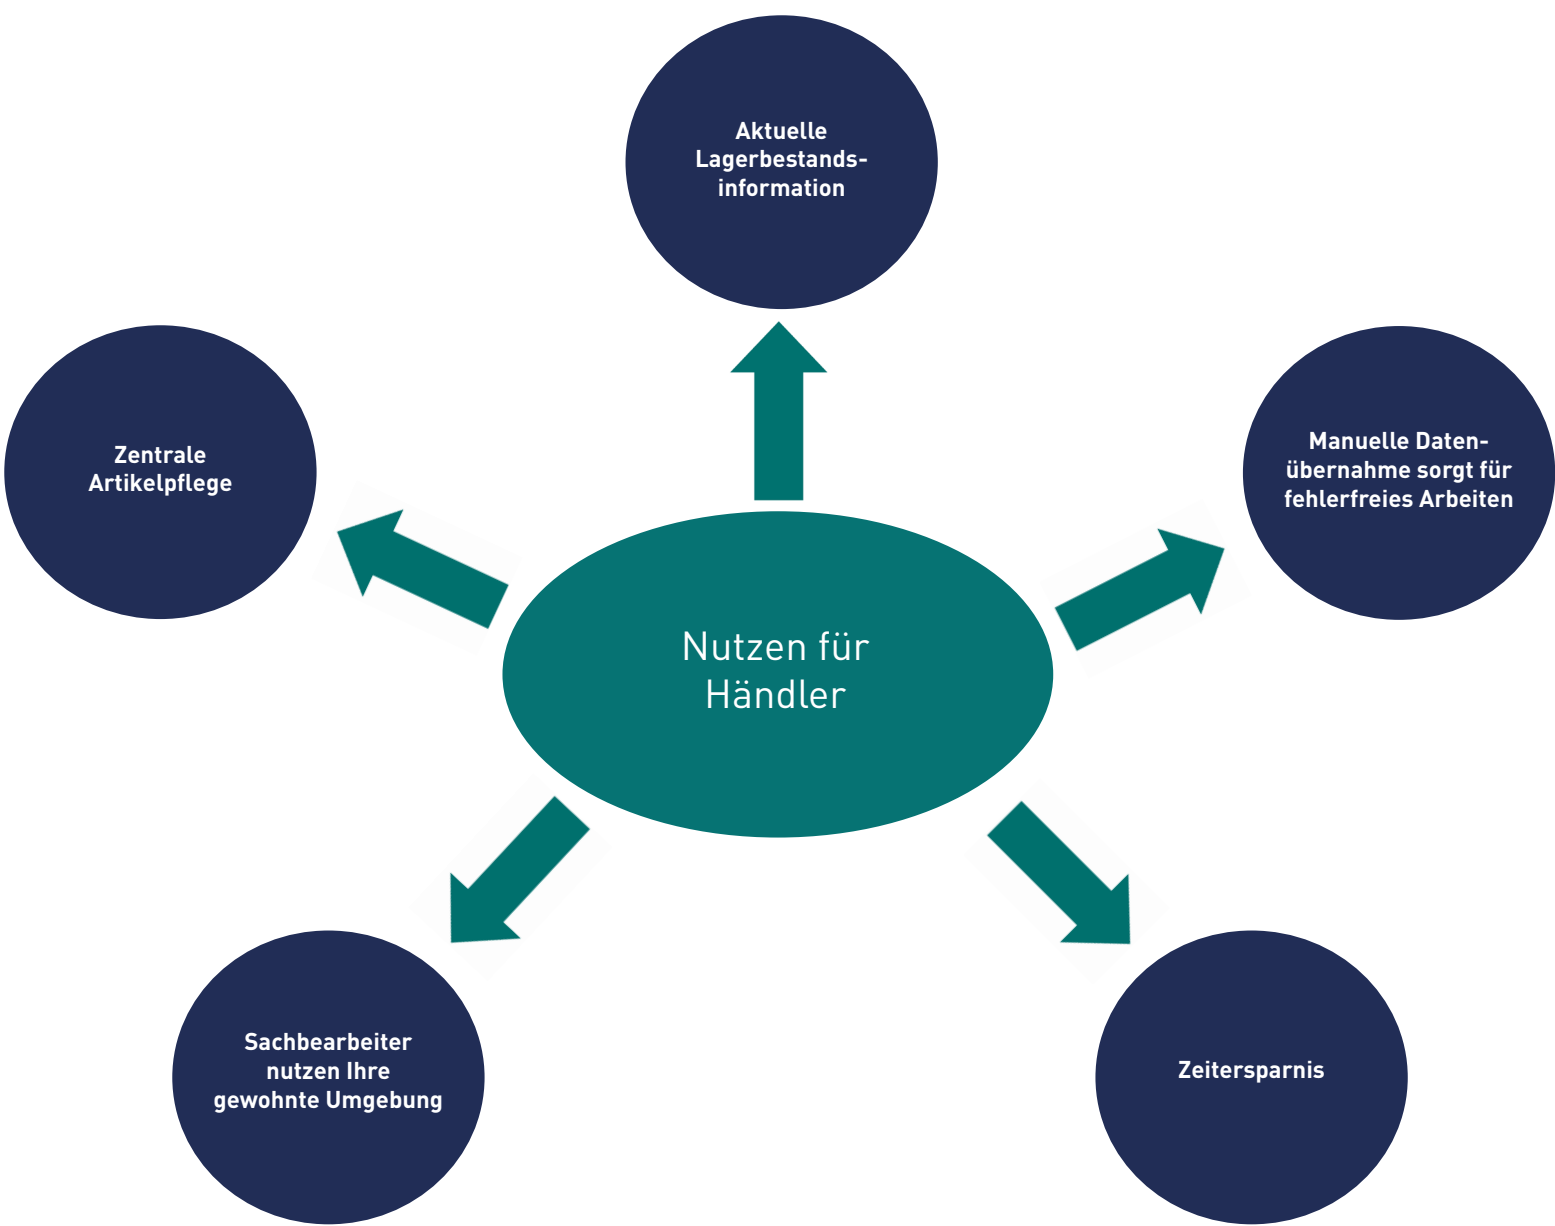 Aktuelle
Lagerbestands-
information
Zentrale
Artikelpflege
Manuelle Daten-
übernahme sorgt für
fehlerfreies Arbeiten
Nutzen für
Händler
Sachbearbeiter
nutzen Ihre
gewohnte Umgebung
Zeitersparnis